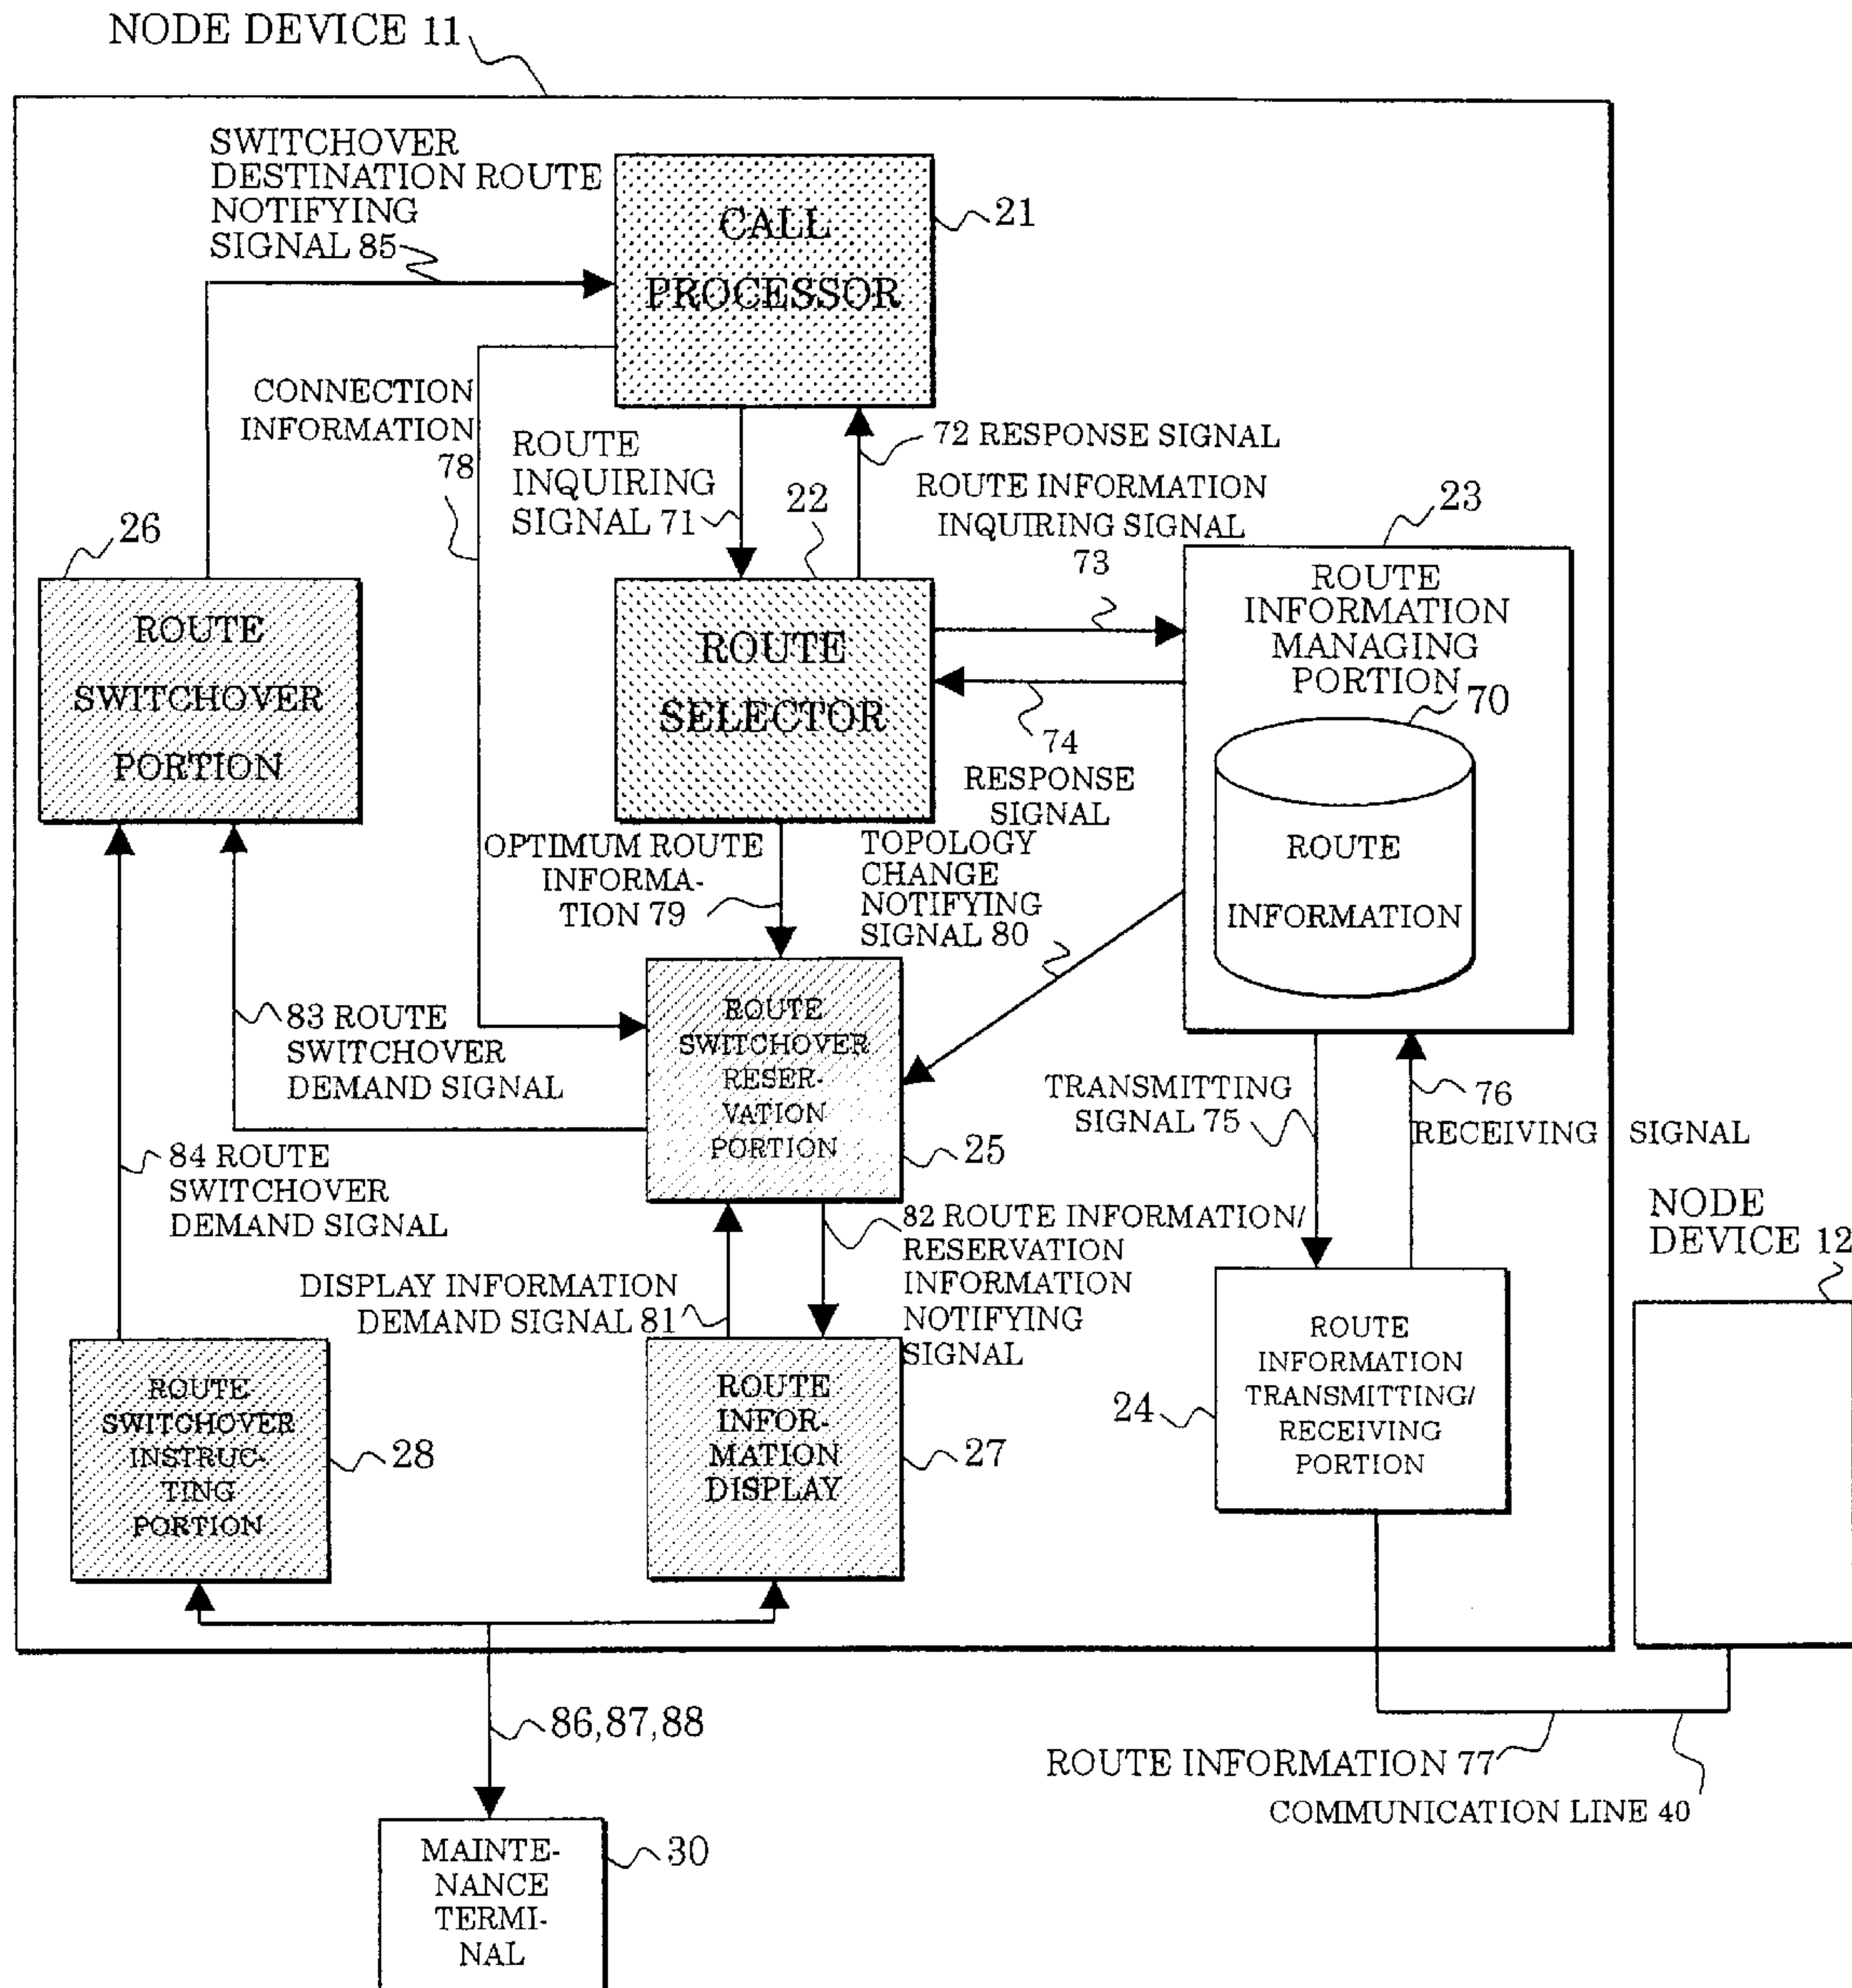 NODE DEVICE 11
SWITCHOVER
DESTINATION ROUTE
NOTIFYING
SIGNAL 85
CALL
PROCESSOR
21
CONNECTION
INFORMATION
78
ROUTE
INQUIRING
SIGNAL 71
72 RESPONSE SIGNAL
22
ROUTE INFORMATION
INQUIRING SIGNAL
73
23
26
ROUTE
SWITCHOVER
PORTION
ROUTE
SELECTOR
ROUTE
INFORMATION
MANAGING
PORTION
70
ROUTE
INFORMATION
74
RESPONSE
SIGNAL
OPTIMUM ROUTE
INFORMA-
TION 79
TOPOLOGY
CHANGE
NOTIFYING
SIGNAL 80
83 ROUTE
SWITCHOVER
DEMAND SIGNAL
ROUTE
SWITCHOVER
RESER-
VATION
PORTION
25
TRANSMITTING
SIGNAL 75
76
RECEIVING SIGNAL
84 ROUTE
SWITCHOVER
DEMAND SIGNAL
NODE
DEVICE 12
82 ROUTE INFORMATION/
RESERVATION
INFORMATION
NOTIFYING
SIGNAL
DISPLAY INFORMATION
DEMAND SIGNAL 81
ROUTE
SWITCHOVER
INSTRUC-
TING
PORTION
28
ROUTE
INFOR-
MATION
DISPLAY
27
24
ROUTE
INFORMATION
TRANSMITTING/
RECEIVING
PORTION
86,87,88
ROUTE INFORMATION 77
COMMUNICATION LINE 40
MAINTE-
NANCE
TERMI-
NAL
30